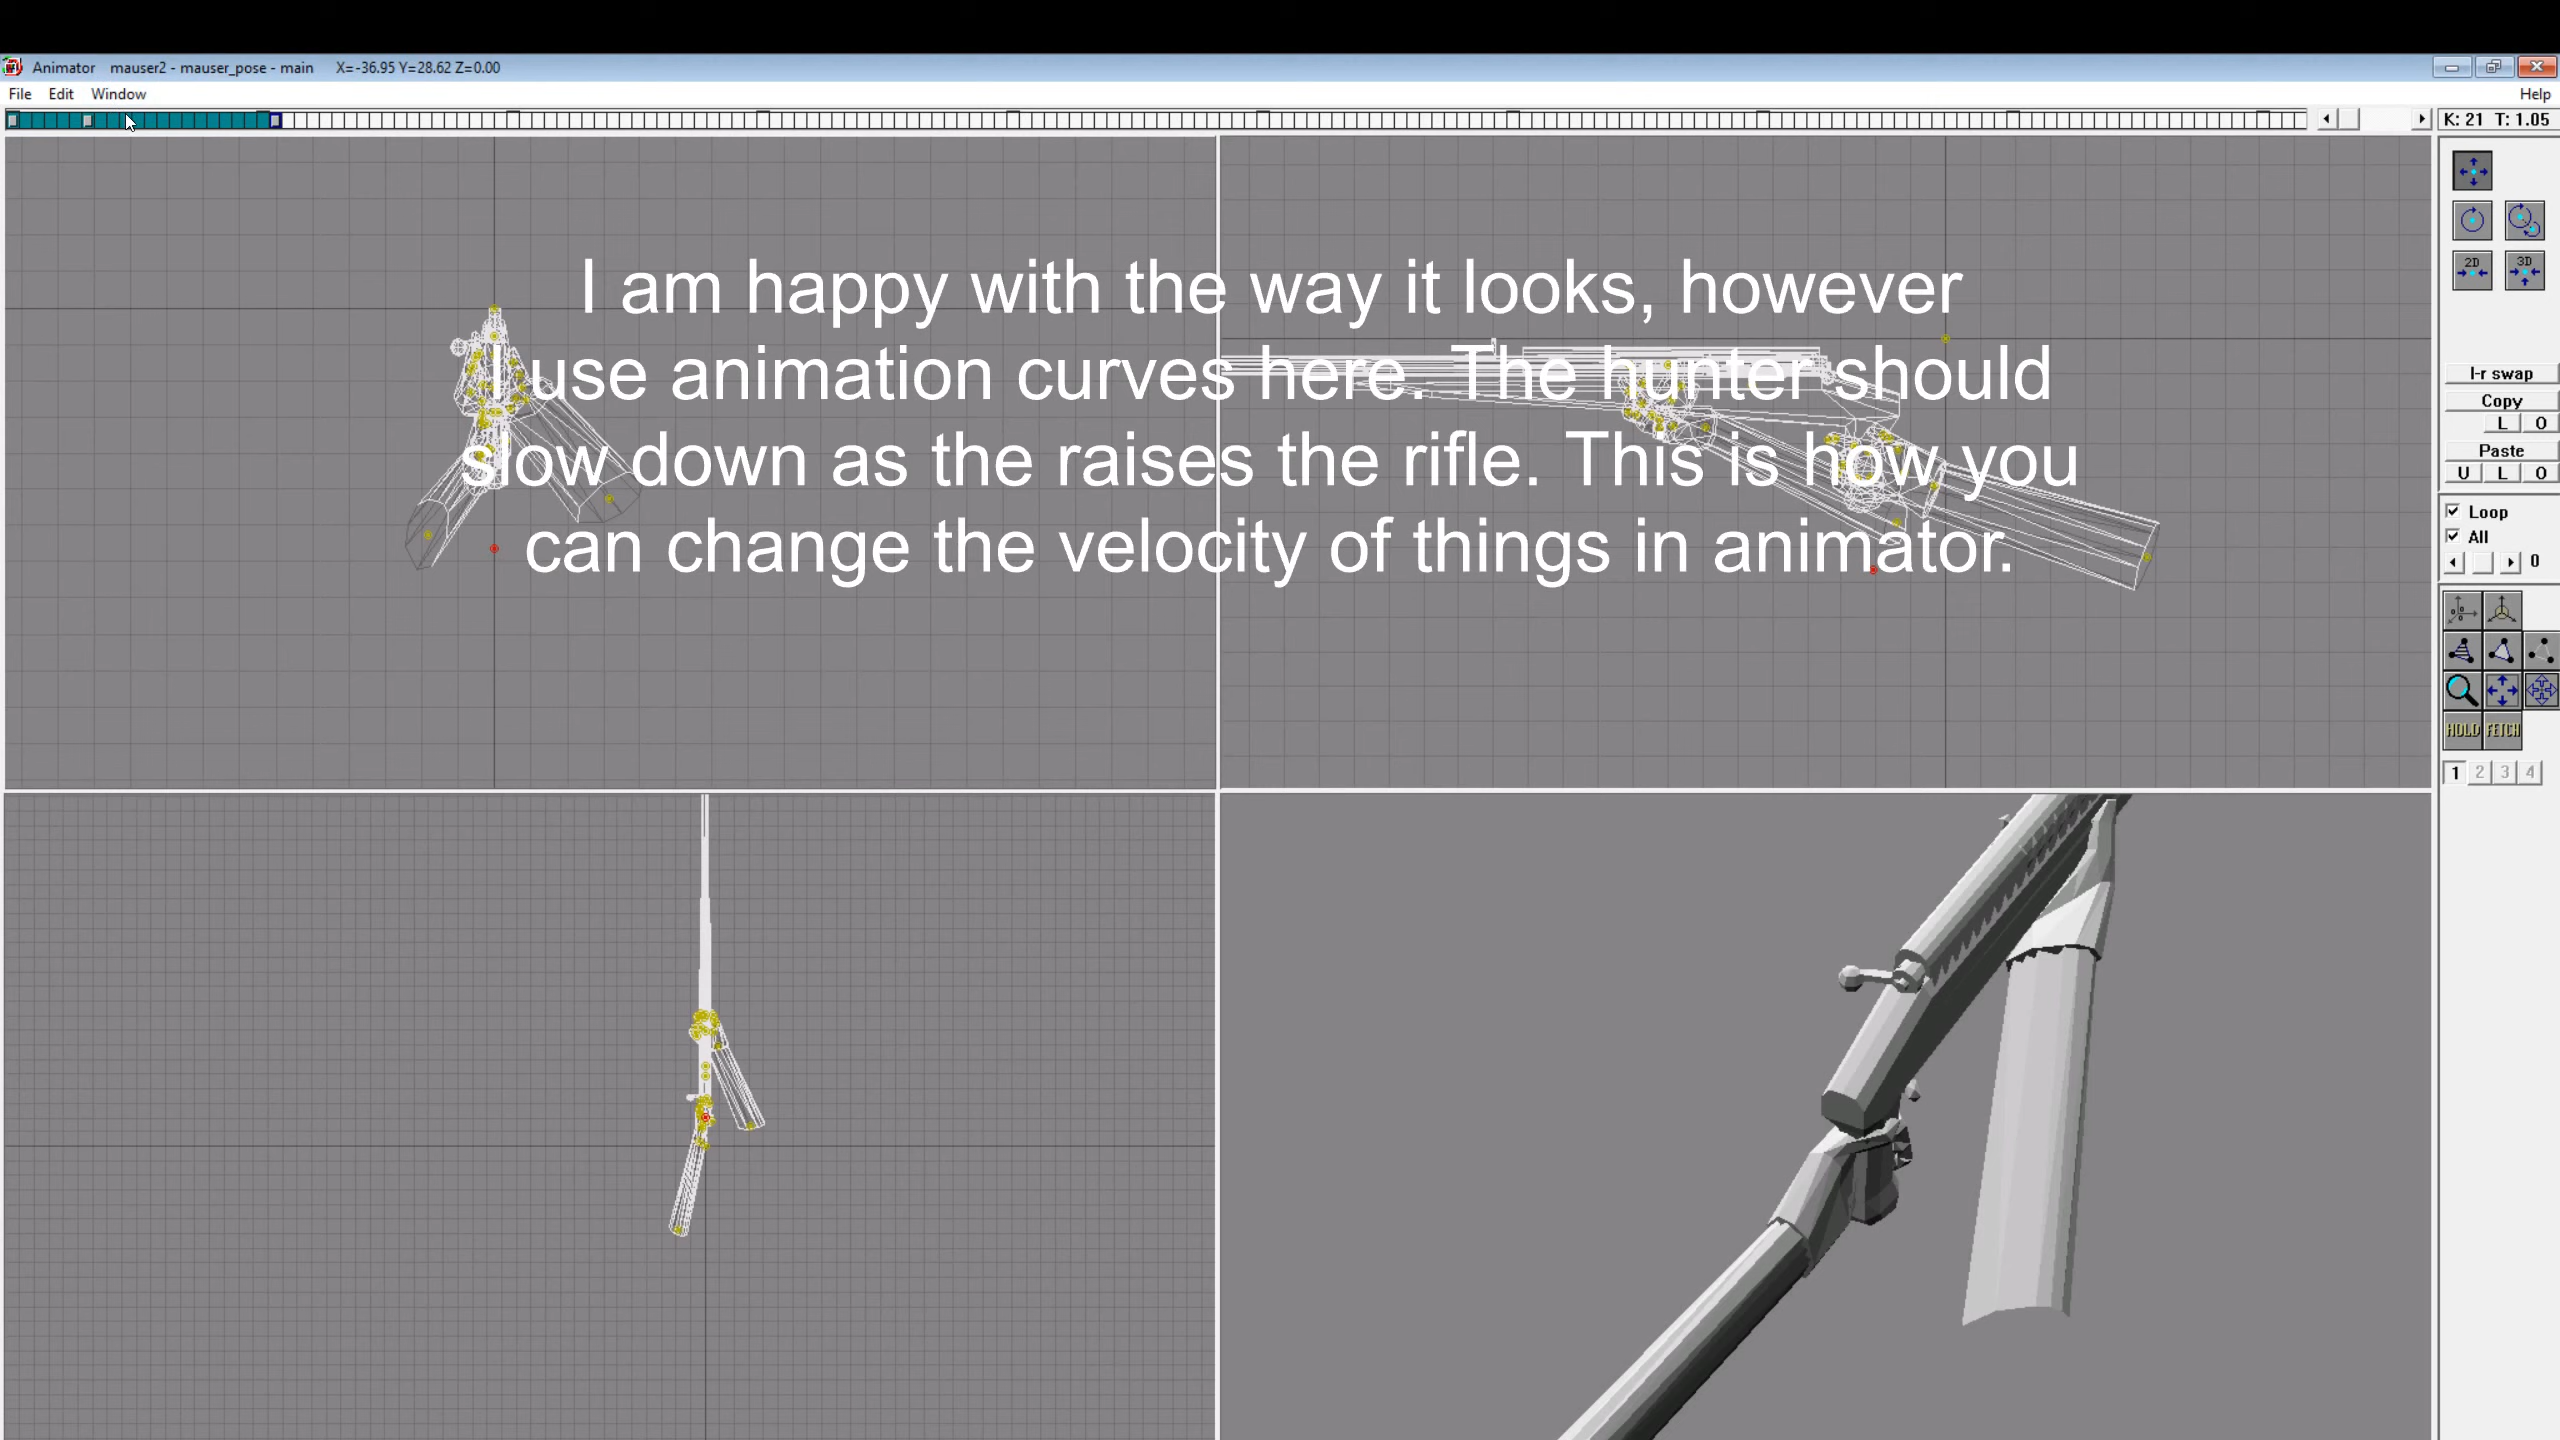 Animator mauser2 - mauser_pose - main X=-36.95 Y=28.62 Z=0.00
File Edit Window Help
K: 21 T: 1.05
I am happy with the way it looks, however
I use animation curves here. The hunter should
slow down as the raises the rifle. This is how you
can change the velocity of things in animator.
2D 3D
l-r swap
Copy
L O
Paste
U L O
Loop
All
0
HOLD FETCH
1 2 3 4